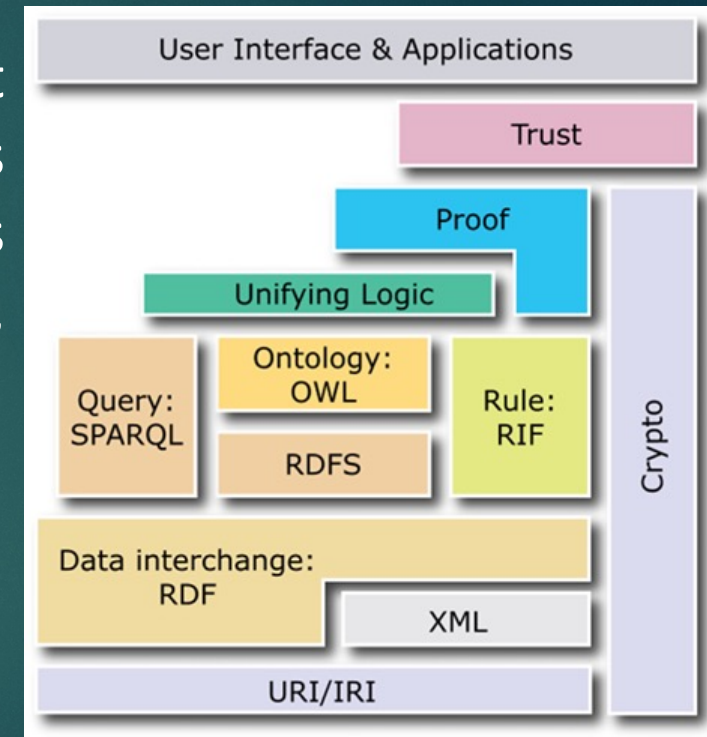 User Interface & Applications
Trust
Proof
Unifying Logic
Query:
SPARQL
Ontology:
OWL
RDFS
Rule:
RIF
Crypto
Data interchange:
RDF
XML
URI/IRI